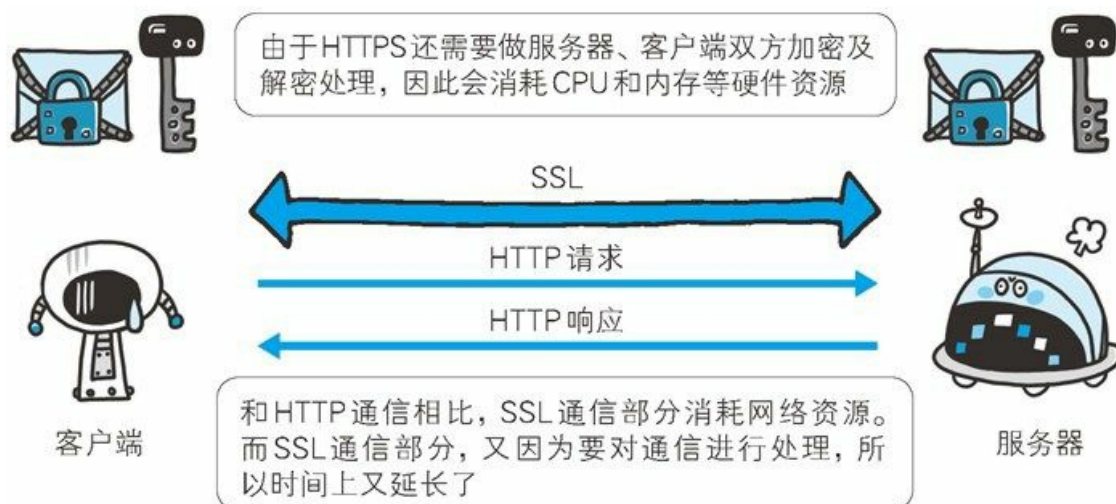 由于HTTPS还需要做服务器、客户端双方加密及
解密处理，因此会消耗CPU和内存等硬件资源
SSL
HTTP请求
HTTP响应
客户端
服务器
和HTTP通信相比，SSL通信部分消耗网络资源。
而SSL通信部分，又因为要对通信进行处理，所
以时间上又延长了